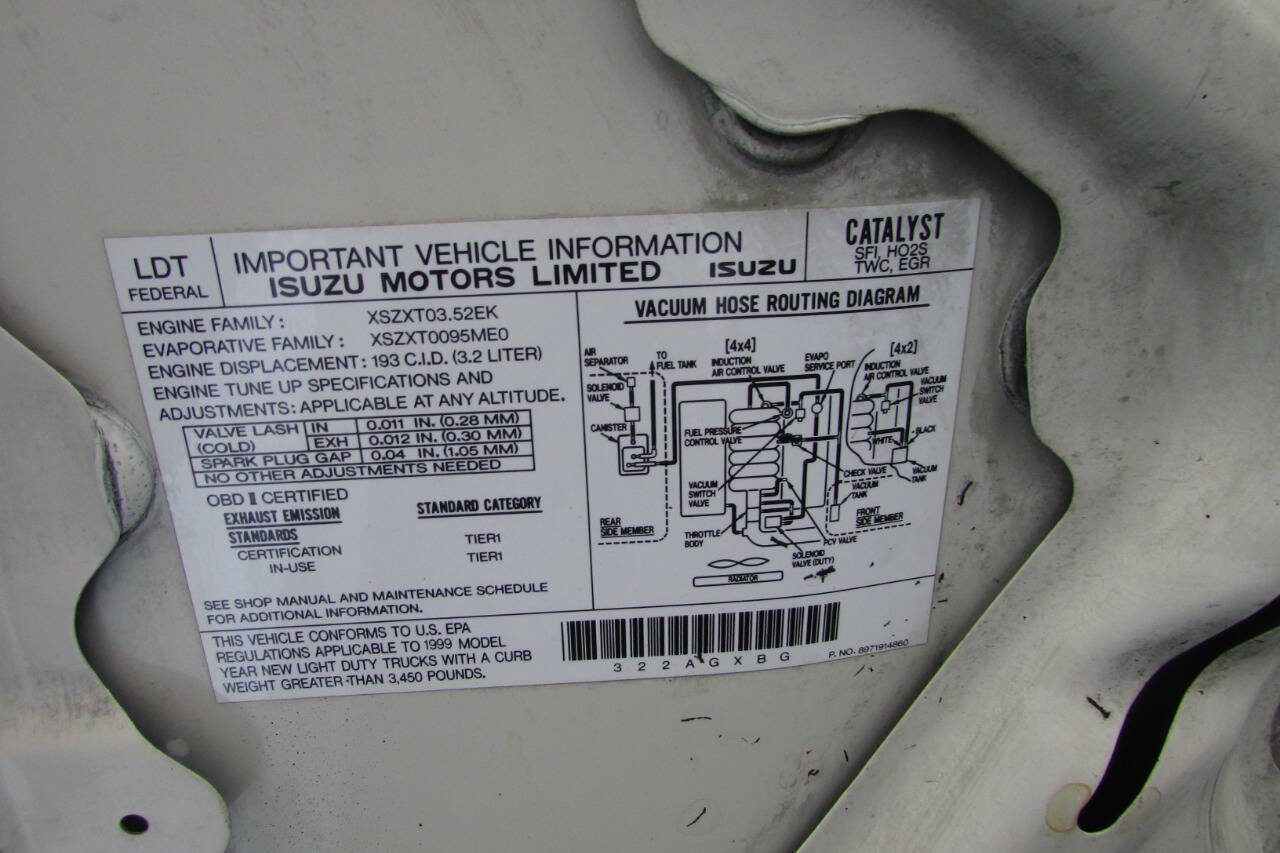 LDT
FEDERAL
IMPORTANT VEHICLE INFORMATION
ISUZU MOTORS LIMITED ISUZU
CATALYST
SFI, HO2S
TWC, EGR
ENGINE FAMILY: XSZXT03.52EK
EVAPORATIVE FAMILY: XSZXT0095ME0
ENGINE DISPLACEMENT: 193 C.I.D. (3.2 LITER)
ENGINE TUNE UP SPECIFICATIONS AND
ADJUSTMENTS: APPLICABLE AT ANY ALTITUDE.
VALVE LASH IN 0.011 IN. (0.28 MM)
(COLD) EXH 0.012 IN. (0.30 MM)
SPARK PLUG GAP 0.04 IN. (1.05 MM)
NO OTHER ADJUSTMENTS NEEDED
OBD II CERTIFIED
EXHAUST EMISSION STANDARD CATEGORY
STANDARDS
CERTIFICATION TIER1
IN-USE TIER1
SEE SHOP MANUAL AND MAINTENANCE SCHEDULE
FOR ADDITIONAL INFORMATION.
VACUUM HOSE ROUTING DIAGRAM
[4x4]
[4x2]
AIR
SEPARATOR
TO
FUEL TANK
INDUCTION
AIR CONTROL VALVE
EVAPO
SERVICE PORT
INDUCTION
AIR CONTROL VALVE
SOLENOID
VALVE
VACUUM
SWITCH
VALVE
CANISTER
FUEL PRESSURE
CONTROL VALVE
WHITE
BLACK
CHECK VALVE
VACUUM
TANK
VACUUM
SWITCH
VALVE
VACUUM
TANK
REAR
SIDE MEMBER
THROTTLE
BODY
FRONT
SIDE MEMBER
PCV VALVE
SOLENOID
VALVE (DUTY)
RADIATOR
THIS VEHICLE CONFORMS TO U.S. EPA
REGULATIONS APPLICABLE TO 1999 MODEL
YEAR NEW LIGHT DUTY TRUCKS WITH A CURB
WEIGHT GREATER THAN 3,450 POUNDS.
322AGXBG
P. NO. 8971914860